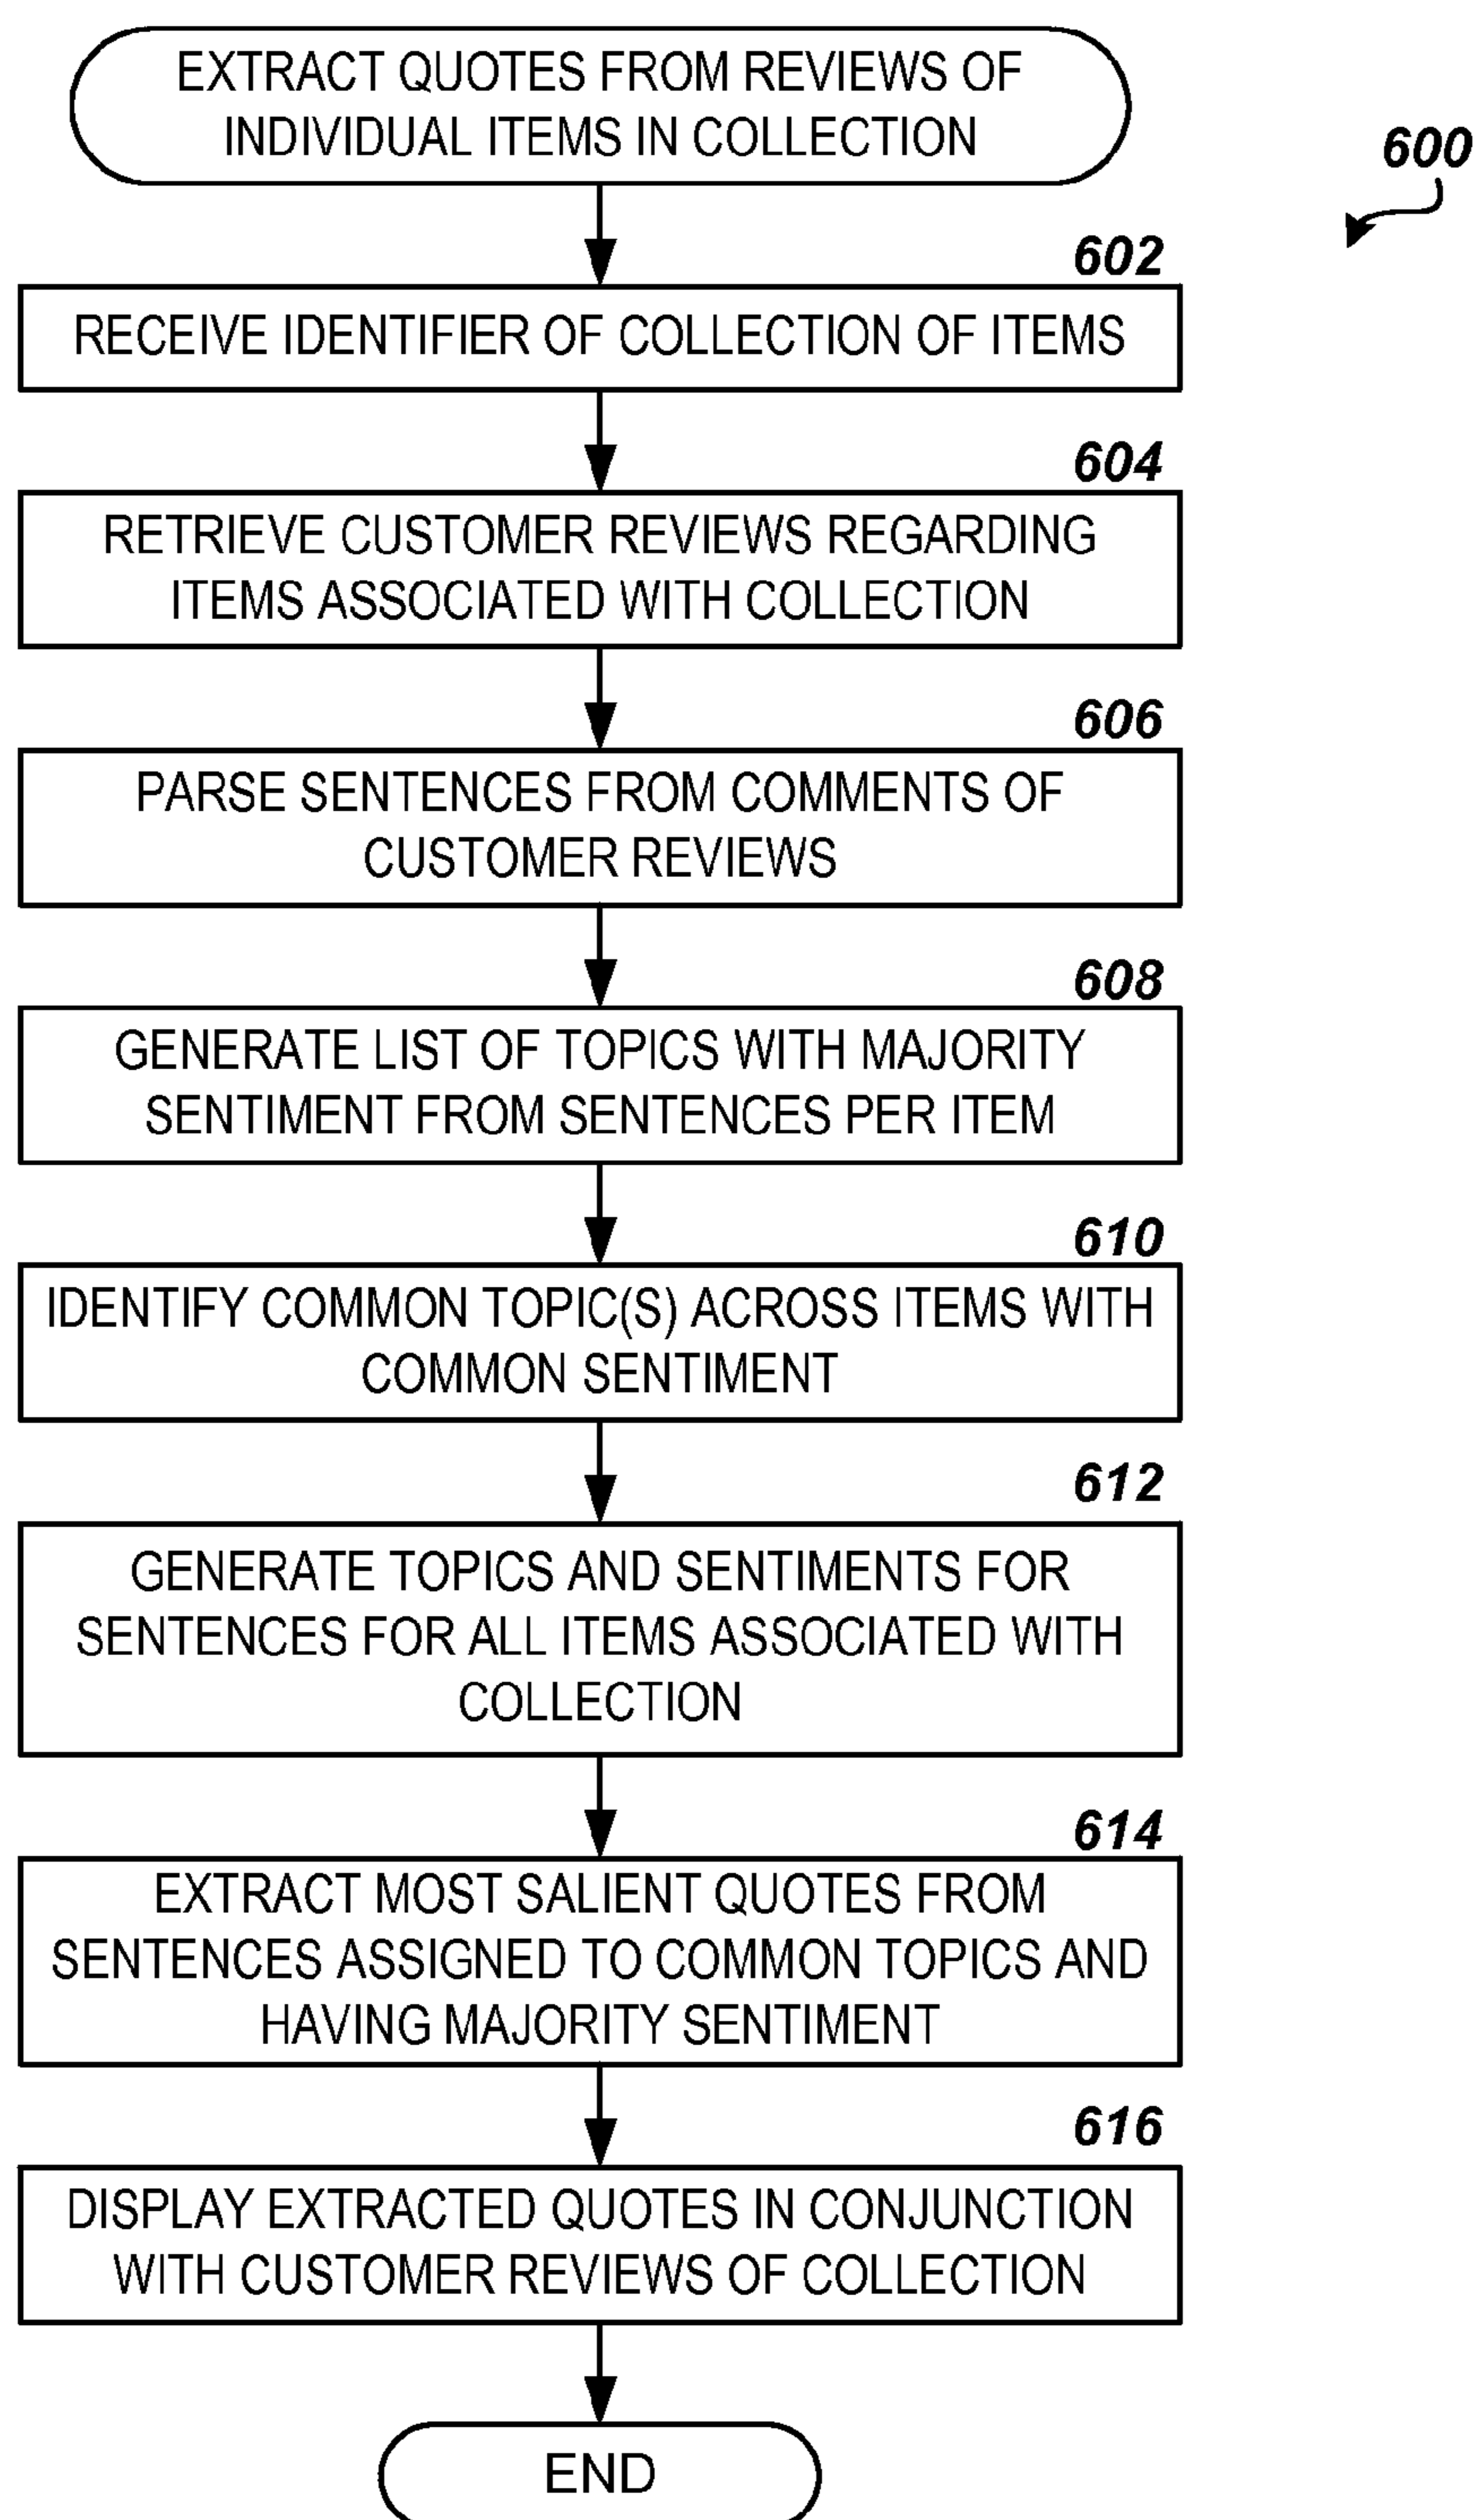 EXTRACT QUOTES FROM REVIEWS OF
INDIVIDUAL ITEMS IN COLLECTION
600
602
RECEIVE IDENTIFIER OF COLLECTION OF ITEMS
604
RETRIEVE CUSTOMER REVIEWS REGARDING
ITEMS ASSOCIATED WITH COLLECTION
606
PARSE SENTENCES FROM COMMENTS OF
CUSTOMER REVIEWS
608
GENERATE LIST OF TOPICS WITH MAJORITY
SENTIMENT FROM SENTENCES PER ITEM
610
IDENTIFY COMMON TOPIC(S) ACROSS ITEMS WITH
COMMON SENTIMENT
612
GENERATE TOPICS AND SENTIMENTS FOR
SENTENCES FOR ALL ITEMS ASSOCIATED WITH
COLLECTION
614
EXTRACT MOST SALIENT QUOTES FROM
SENTENCES ASSIGNED TO COMMON TOPICS AND
HAVING MAJORITY SENTIMENT
616
DISPLAY EXTRACTED QUOTES IN CONJUNCTION
WITH CUSTOMER REVIEWS OF COLLECTION
END